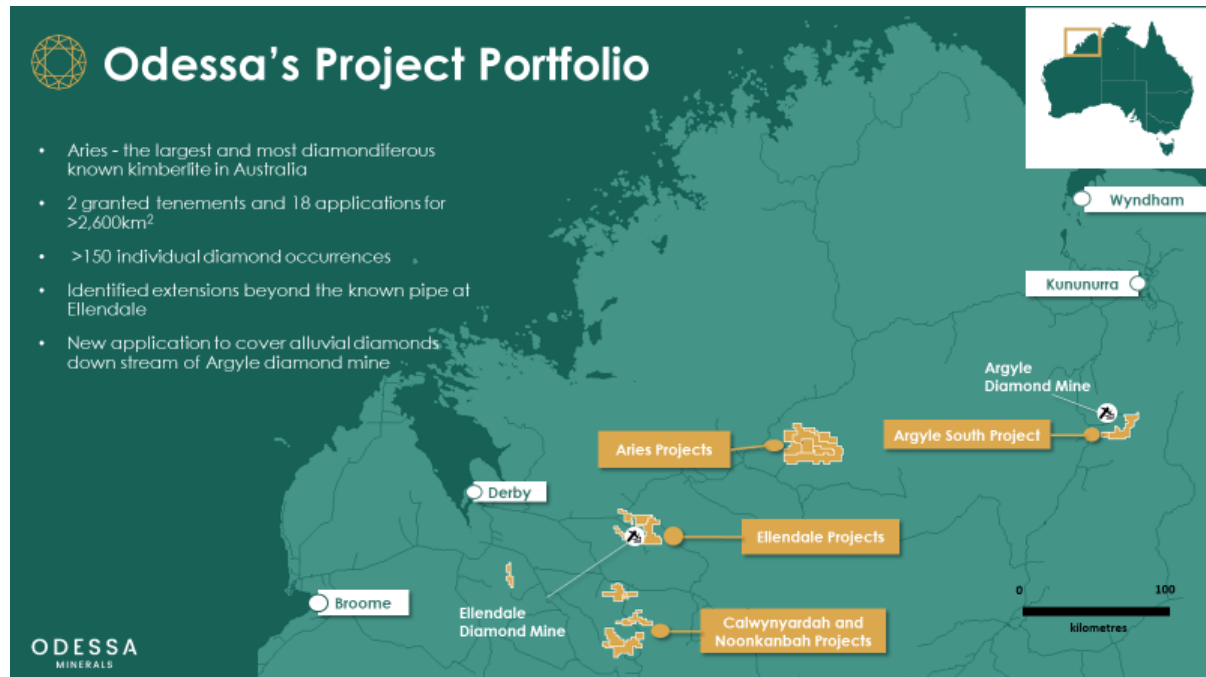 Odessa's Project Portfolio
• Aries - the largest and most diamondiferous
known kimberlite in Australia
• 2 granted tenements and 18 applications for
>2,600km²
• >150 individual diamond occurrences
• Identified extensions beyond the known pipe at
Ellendale
• New application to cover alluvial diamonds
down stream of Argyle diamond mine
Wyndham
Kununurra
Argyle
Diamond Mine
Argyle South Project
Aries Projects
Derby
Ellendale Projects
Broome
Ellendale
Diamond Mine
Calwynyardah and
Noonkanbah Projects
0 100
kilometres
ODESSA
MINERALS